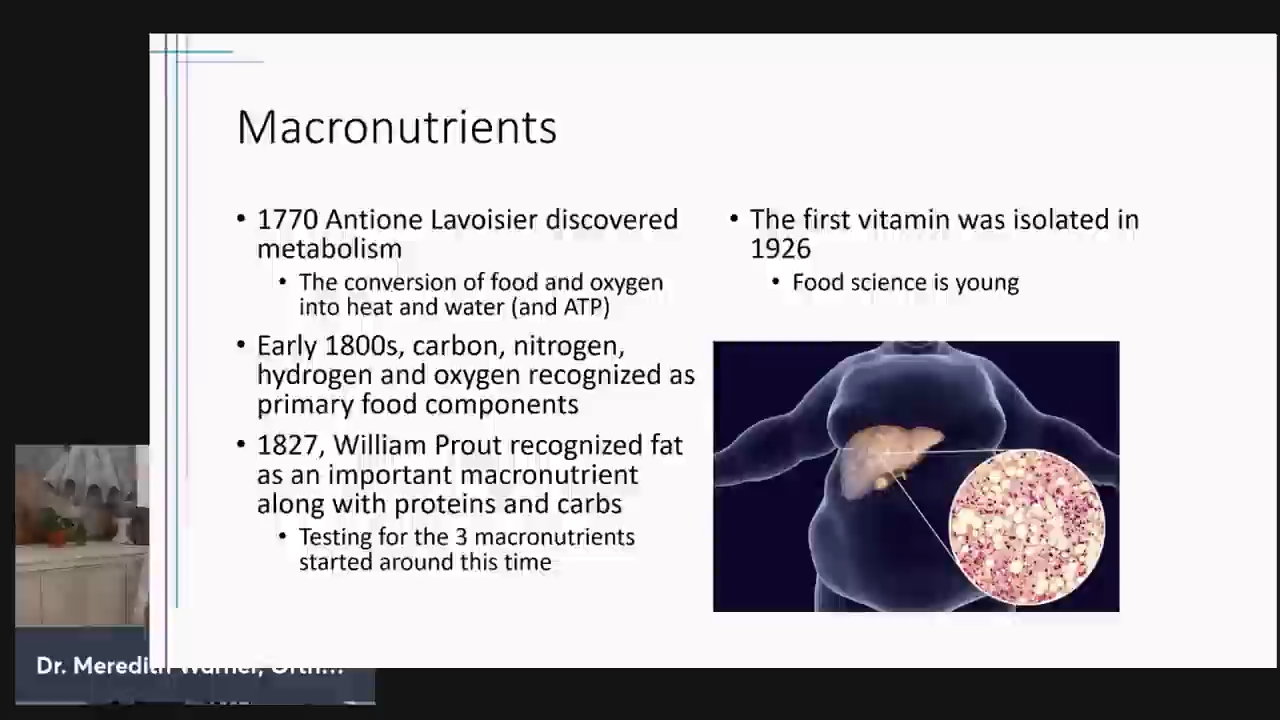 Macronutrients
• 1770 Antione Lavoisier discovered
metabolism
• The conversion of food and oxygen
into heat and water (and ATP)
• Early 1800s, carbon, nitrogen,
hydrogen and oxygen recognized as
primary food components
• 1827, William Prout recognized fat
as an important macronutrient
along with proteins and carbs
• Testing for the 3 macronutrients
started around this time
• The first vitamin was isolated in
1926
• Food science is young
Dr. Meredith